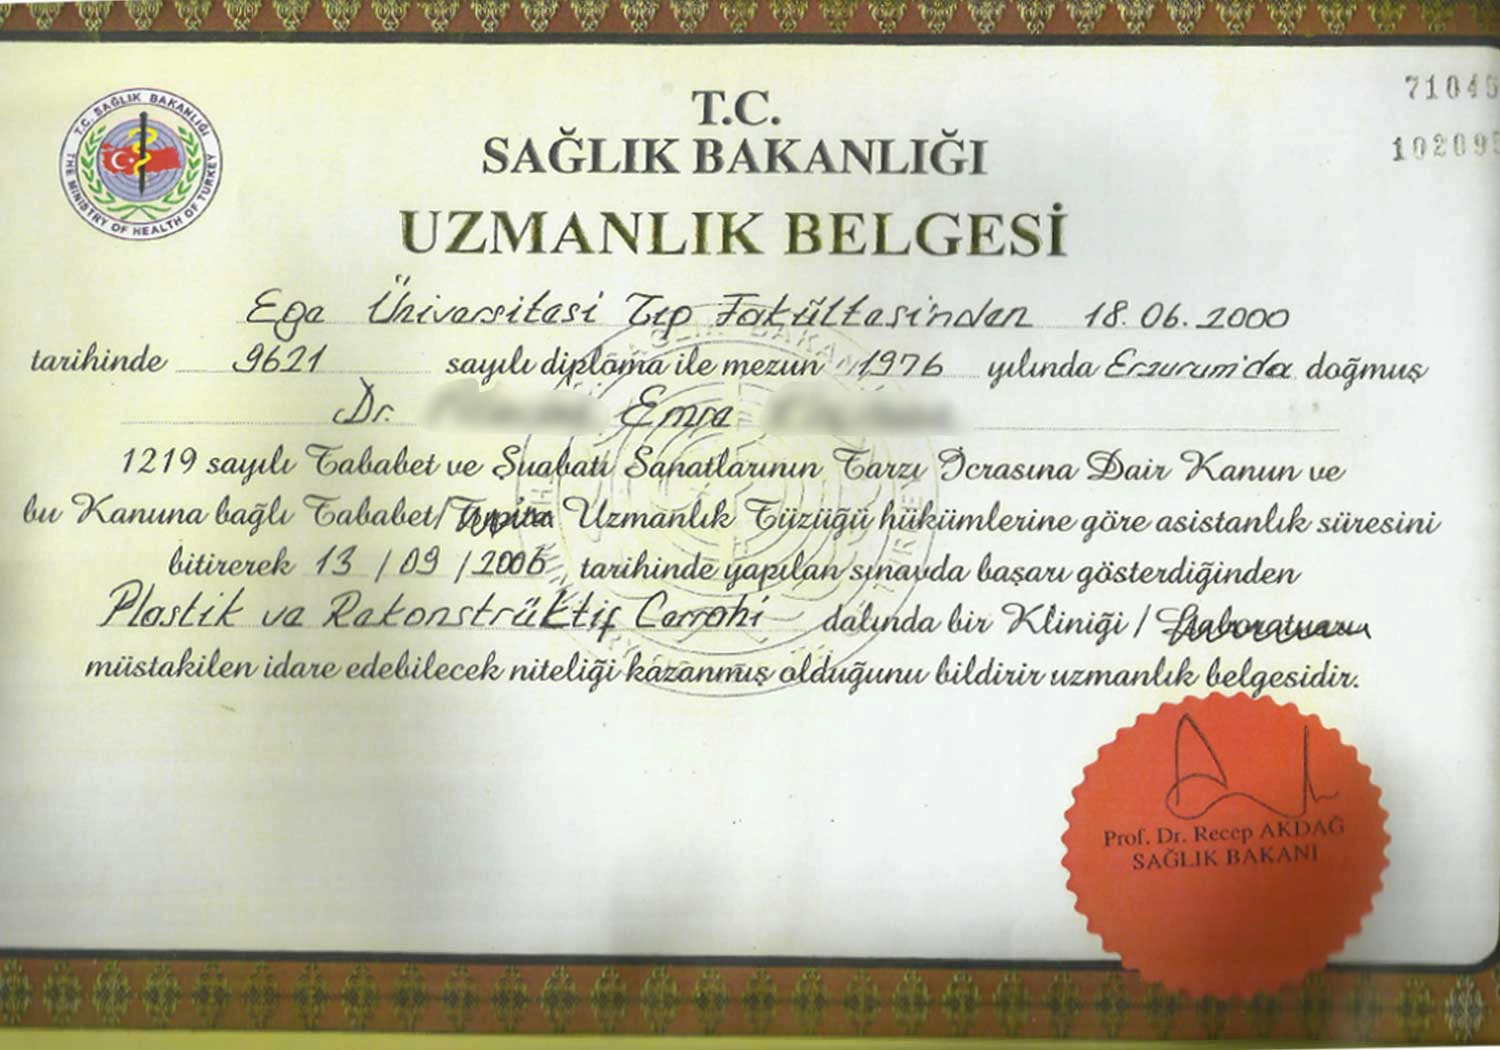 T.C. SAĞLIK BAKANLIĞI
THE MINISTRY OF HEALTH OF TURKEY
T.C.
SAĞLIK BAKANLIĞI
UZMANLIK BELGESİ
71045
10209
Ege Üniversitesi Tıp Fakültesinden 18.06.2000
tarihinde 9621 sayılı diploma ile mezun 1976 yılında Erzurum'da doğmuş
Dr. Emre
1219 sayılı Tababet ve Şuabatı Sanatlarının Tarzı İcrasına Dair Kanun ve
bu Kanuna bağlı Tababet/ Uzmanlık Tüzüğü hükümlerine göre asistanlık süresini
bitirerek 13 / 09 / 2006 tarihinde yapılan sınavda başarı gösterdiğinden
Plastik ve Rekonstrüktif Cerrahi dalında bir Kliniği / Laboratuarı
müstakilen idare edebilecek niteliği kazanmış olduğunu bildirir uzmanlık belgesidir.
Prof. Dr. Recep AKDAĞ
SAĞLIK BAKANI